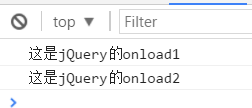 top ▼ Filter
这是jQuery的onload1
这是jQuery的onload2
>